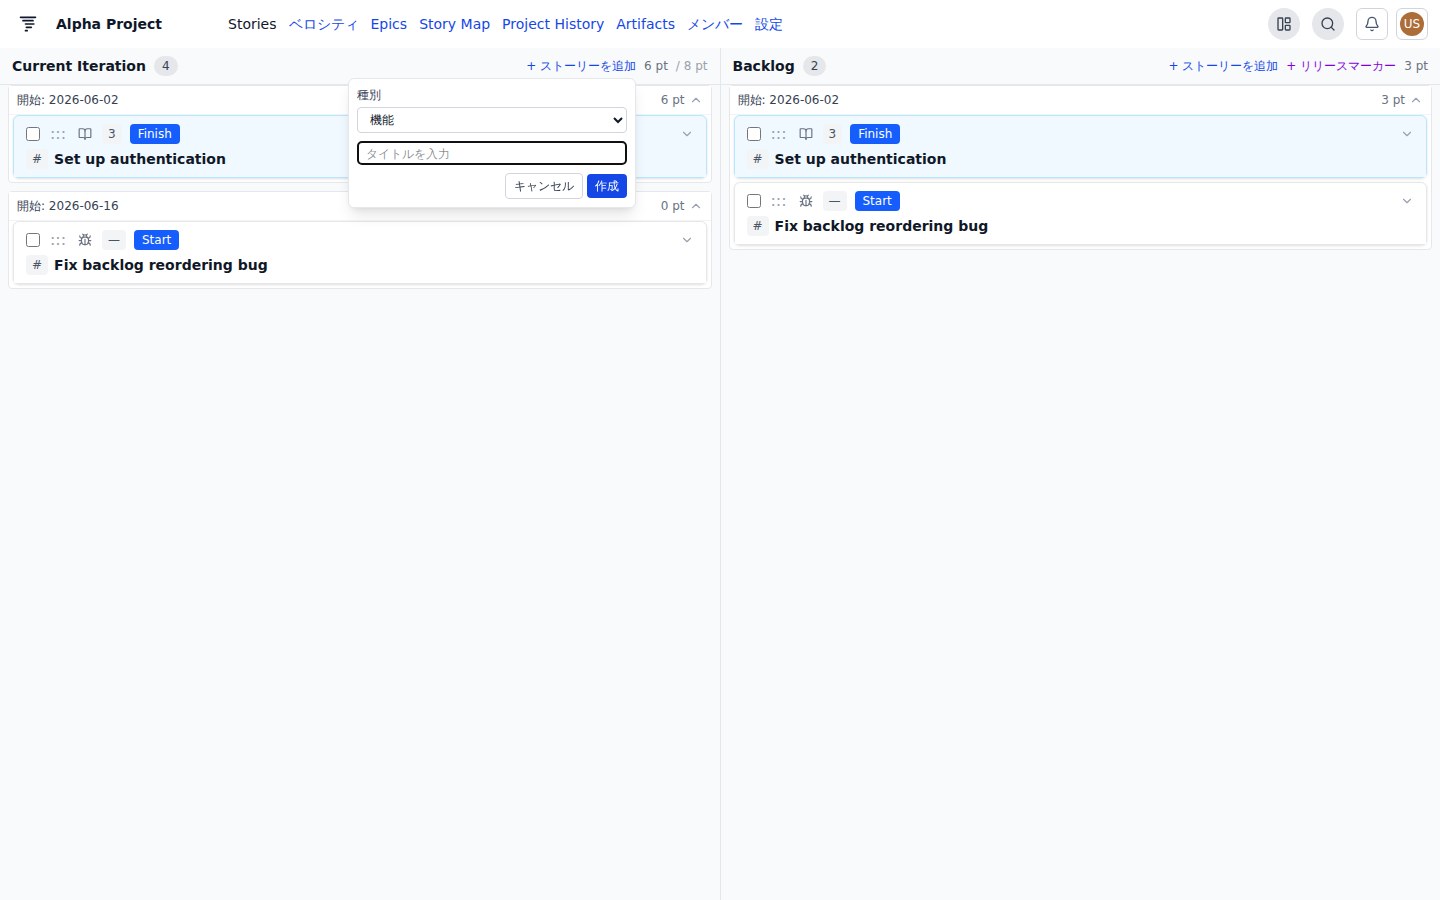 Alpha Project
Stories ベロシティ Epics Story Map Project History Artifacts メンバー 設定
US
Current Iteration 4
+ ストーリーを追加 6 pt / 8 pt
開始: 2026-06-02
6 pt
3 Finish
# Set up authentication
種別
機能
タイトルを入力
キャンセル 作成
開始: 2026-06-16
0 pt
— Start
# Fix backlog reordering bug
Backlog 2
+ ストーリーを追加 + リリースマーカー 3 pt
開始: 2026-06-02
3 pt
3 Finish
# Set up authentication
— Start
# Fix backlog reordering bug